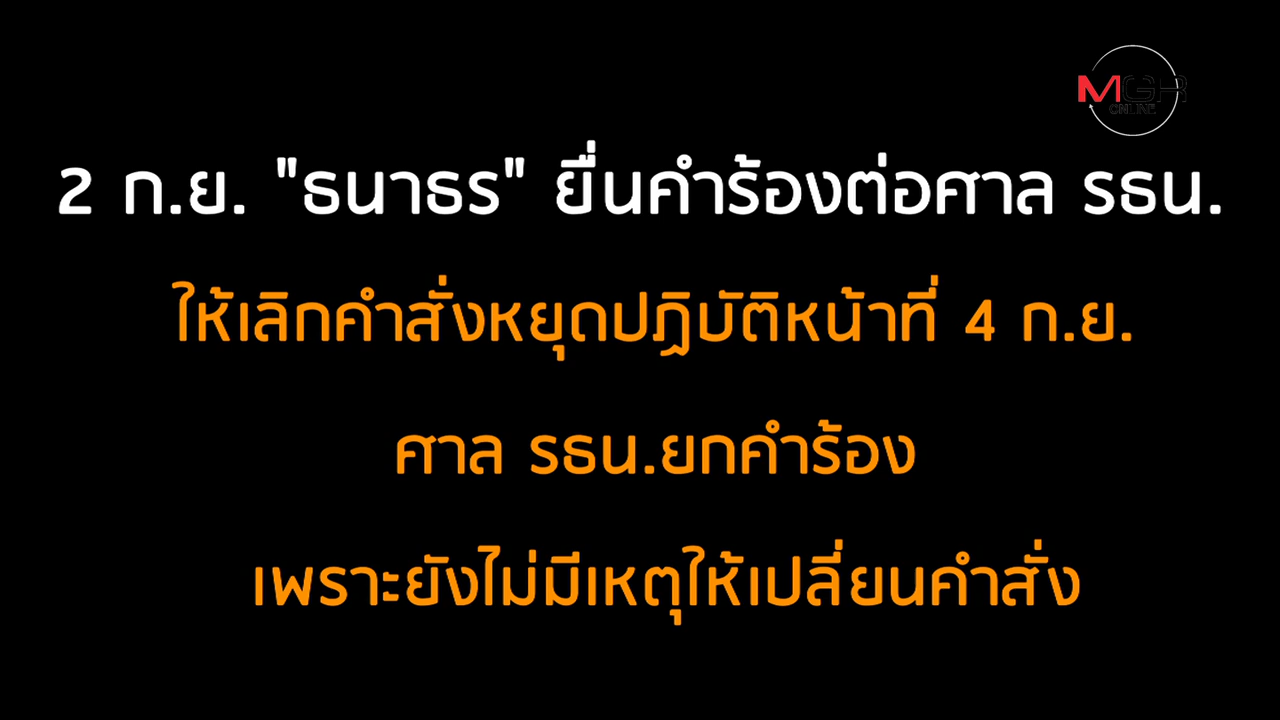 MGR
ONLINE
2 ก.ย. "ธนาธร" ยื่นคำร้องต่อศาล รธน.
ให้เลิกคำสั่งหยุดปฏิบัติหน้าที่ 4 ก.ย.
ศาล รธน.ยกคำร้อง
เพราะยังไม่มีเหตุให้เปลี่ยนคำสั่ง